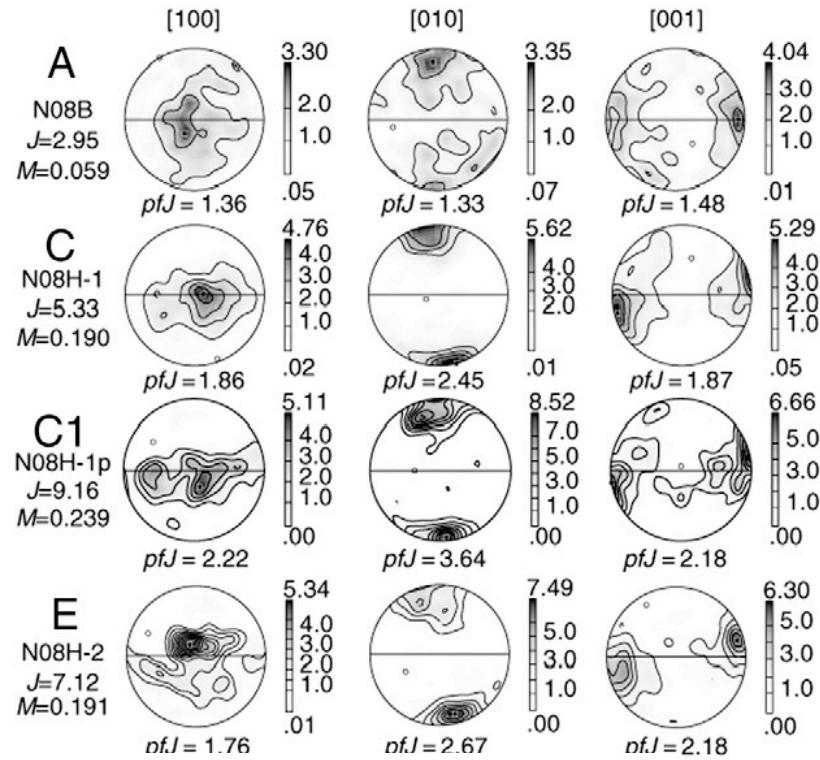 [100] [010] [001]
A
N08B
J=2.95
M=0.059
3.30
2.0
1.0
.05
pfJ = 1.36
3.35
2.0
1.0
.07
pfJ = 1.33
4.04
3.0
2.0
1.0
.01
pfJ = 1.48
C
N08H-1
J=5.33
M=0.190
4.76
4.0
3.0
2.0
1.0
.02
pfJ = 1.86
5.62
4.0
3.0
2.0
.01
pfJ = 2.45
5.29
4.0
3.0
2.0
1.0
.05
pfJ = 1.87
C1
N08H-1p
J=9.16
M=0.239
5.11
4.0
3.0
2.0
1.0
.00
pfJ = 2.22
8.52
7.0
5.0
3.0
1.0
.00
pfJ = 3.64
6.66
5.0
3.0
1.0
.00
pfJ = 2.18
E
N08H-2
J=7.12
M=0.191
5.34
4.0
3.0
2.0
1.0
.01
pfJ = 1.76
7.49
5.0
3.0
1.0
.00
pfJ = 2.67
6.30
5.0
3.0
1.0
.00
pfJ = 2.18